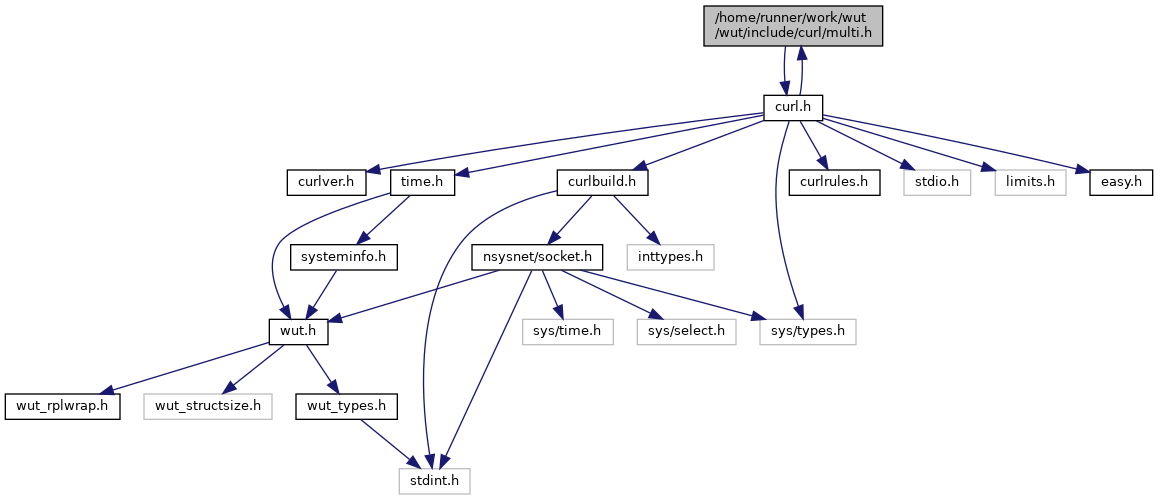 /home/runner/work/wut
/wut/include/curl/multi.h
curl.h
curlver.h
time.h
curlbuild.h
curlrules.h
stdio.h
limits.h
easy.h
systeminfo.h
nsysnet/socket.h
inttypes.h
wut.h
sys/time.h
sys/select.h
sys/types.h
wut_rplwrap.h
wut_structsize.h
wut_types.h
stdint.h